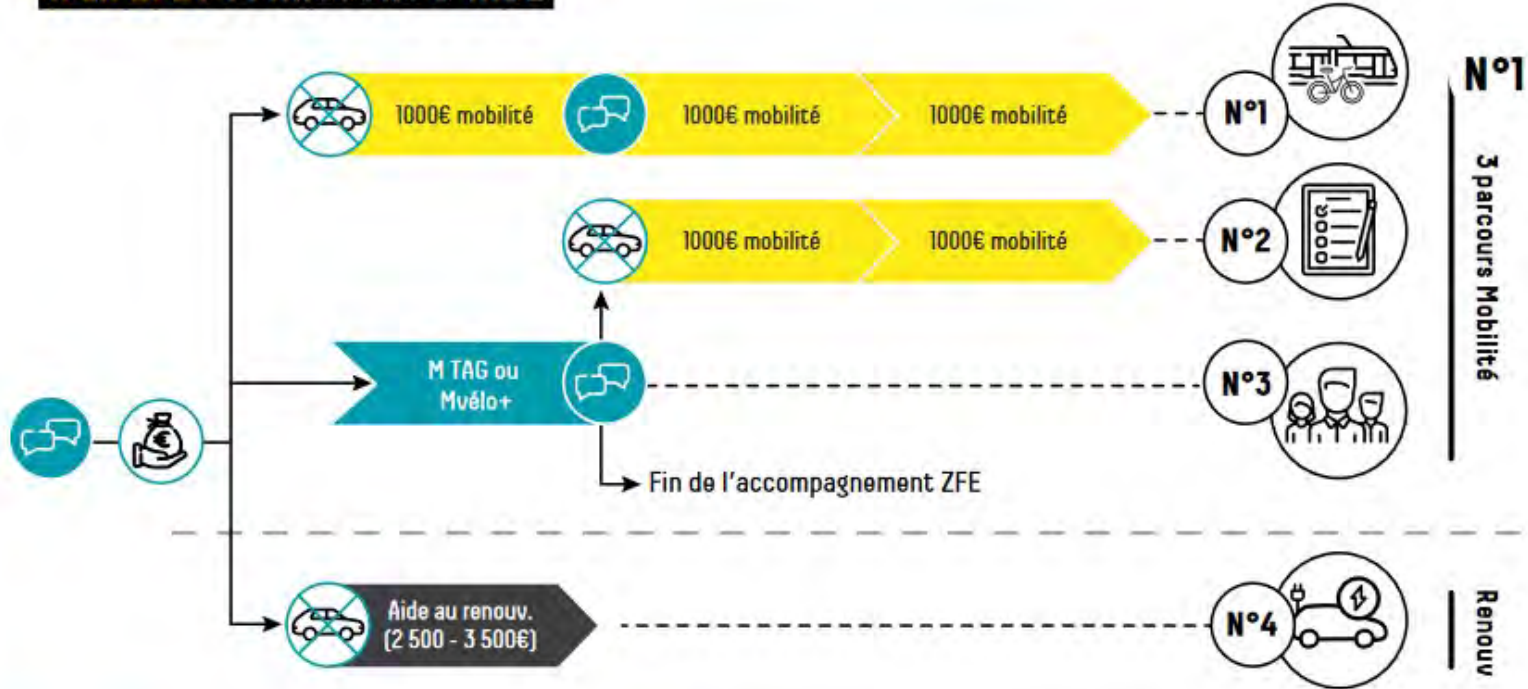 1000€ mobilité
1000€ mobilité
1000€ mobilité
N°1
N°1
1000€ mobilité
1000€ mobilité
N°2
3 parcours Mobilité
M TAG ou
Mvélo+
N°3
€
Fin de l'accompagnement ZFE
Aide au renouv.
(2 500 - 3 500€)
N°4
Renouv